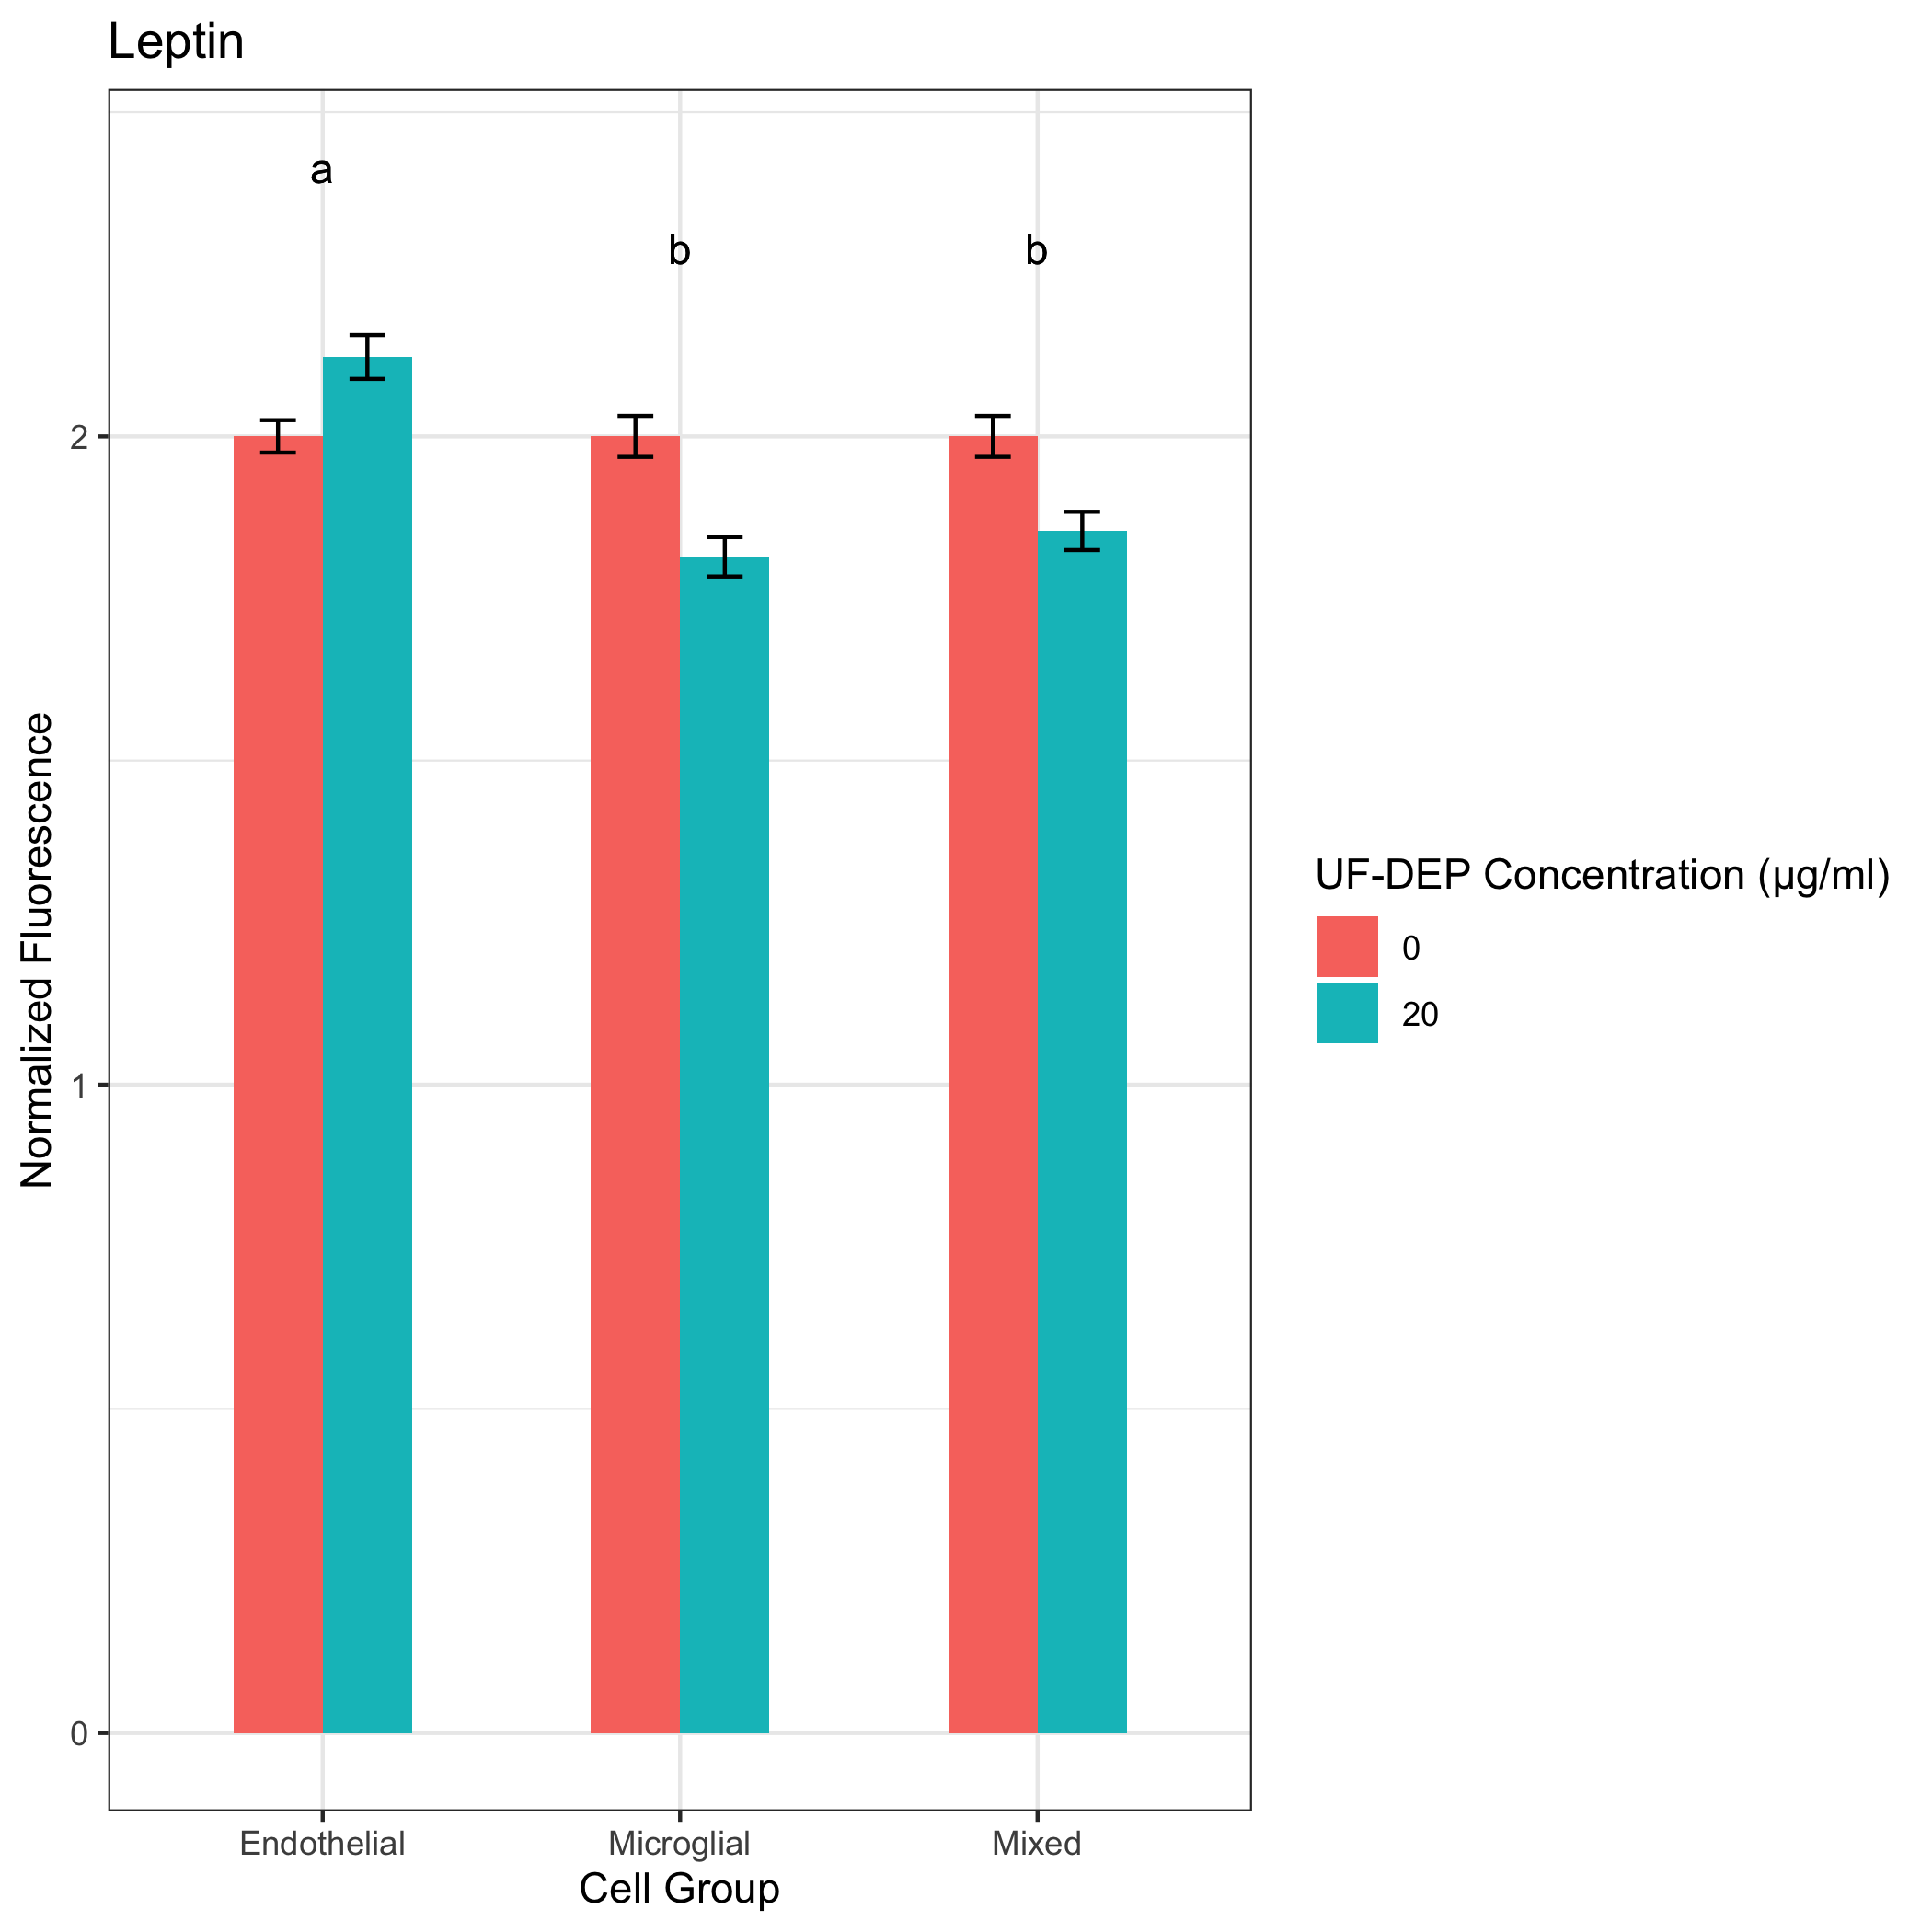 Leptin
a
b
b
2
1
0
Normalized Fluorescence
Endothelial
Microglial
Mixed
Cell Group
UF-DEP Concentration (µg/ml)
0
20